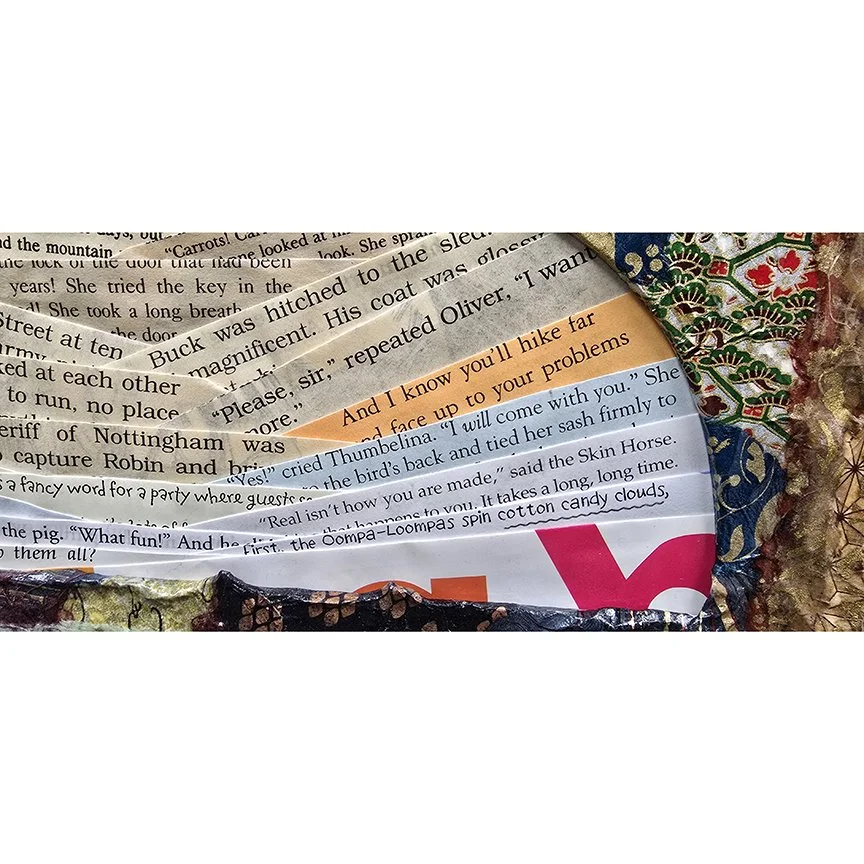 days, out
nd the mountain
"Carrots!
looked at
look. She
the lock of the door that had been
years! She tried the key in the
She took a long breath
the door
Street at ten
army
Buck was hitched to the sled.
magnificent. His coat was glossy
ked at each other
to run, no place
"Please, sir," repeated Oliver, "I want
more."
And I know you'll hike far
and face up to your problems
eriff of Nottingham was
capture Robin and
"Yes!" cried Thumbelina. "I will come with you." She
to the bird's back and tied her sash firmly to
s a fancy word for a party where guests
"Real isn't how you are made," said the Skin Horse.
that happens to you. It takes a long, long time.
the pig. "What fun!" And he
them all?
First, the Oompa-Loompas spin cotton candy clouds,